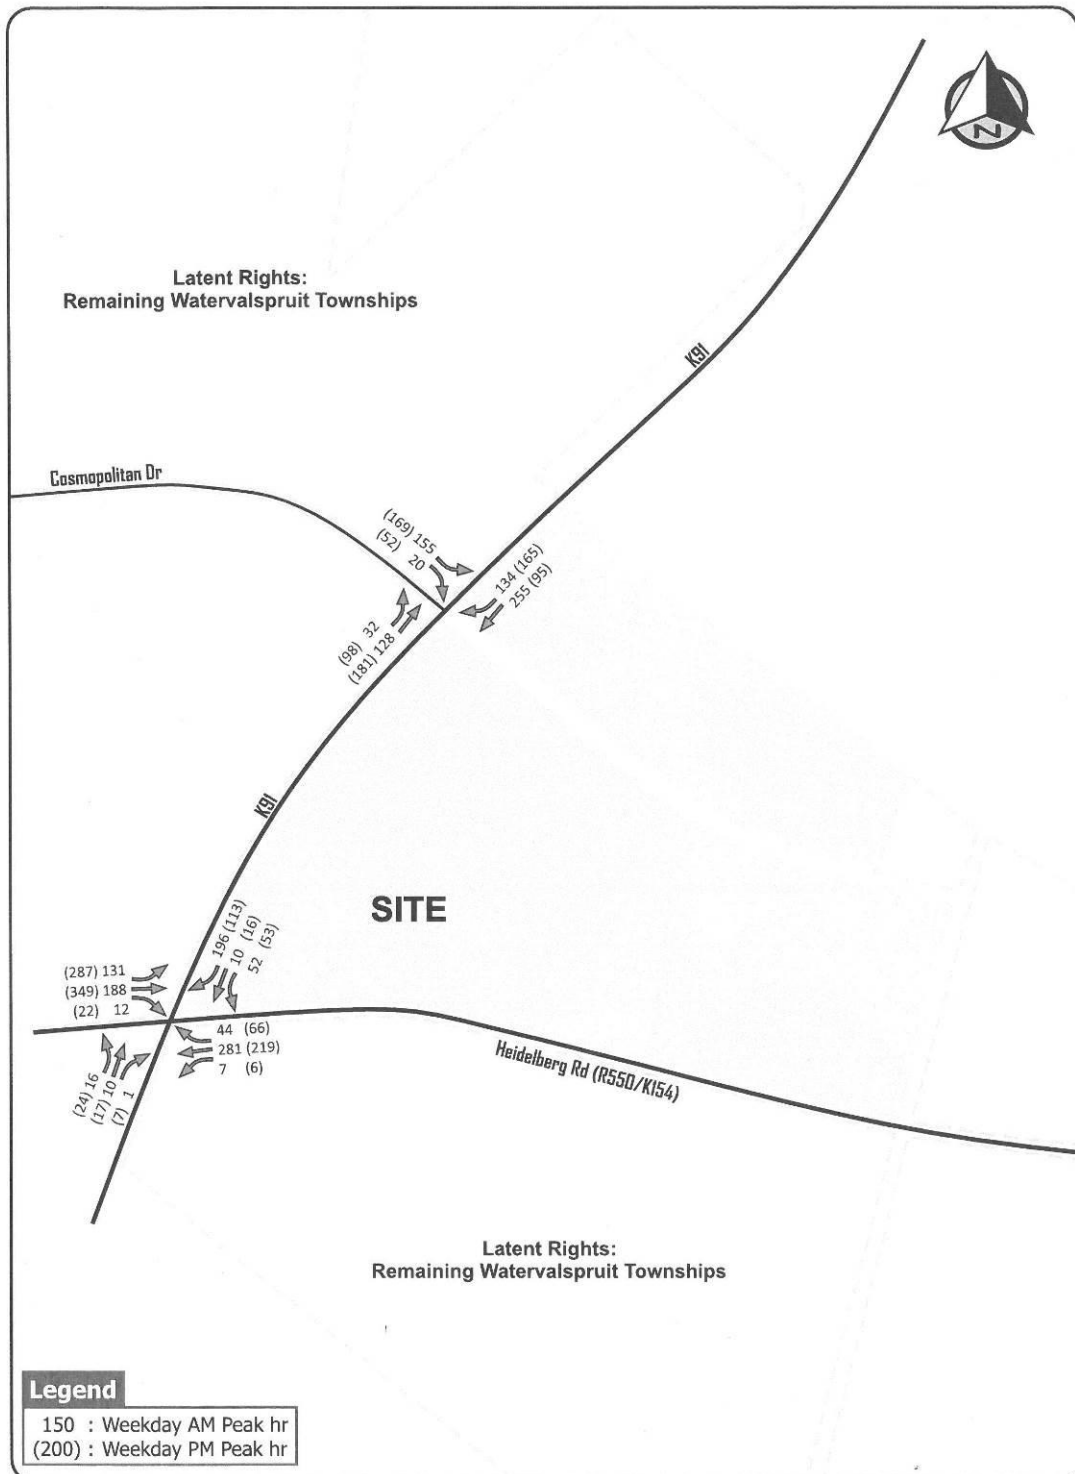 N
Latent Rights:
Remaining Watervalspruit Townships
K91
Cosmopolitan Dr
(169) 155
(52) 20
134 (165)
255 (95)
(98) 32
(181) 128
K91
SITE
196 (113)
10 (16)
52 (53)
(287) 131
(349) 188
(22) 12
44 (66)
281 (219)
7 (6)
(24) 16
(17) 10
(7) 1
Heidelberg Rd (R550/K154)
Latent Rights:
Remaining Watervalspruit Townships
Legend
150 : Weekday AM Peak hr
(200) : Weekday PM Peak hr